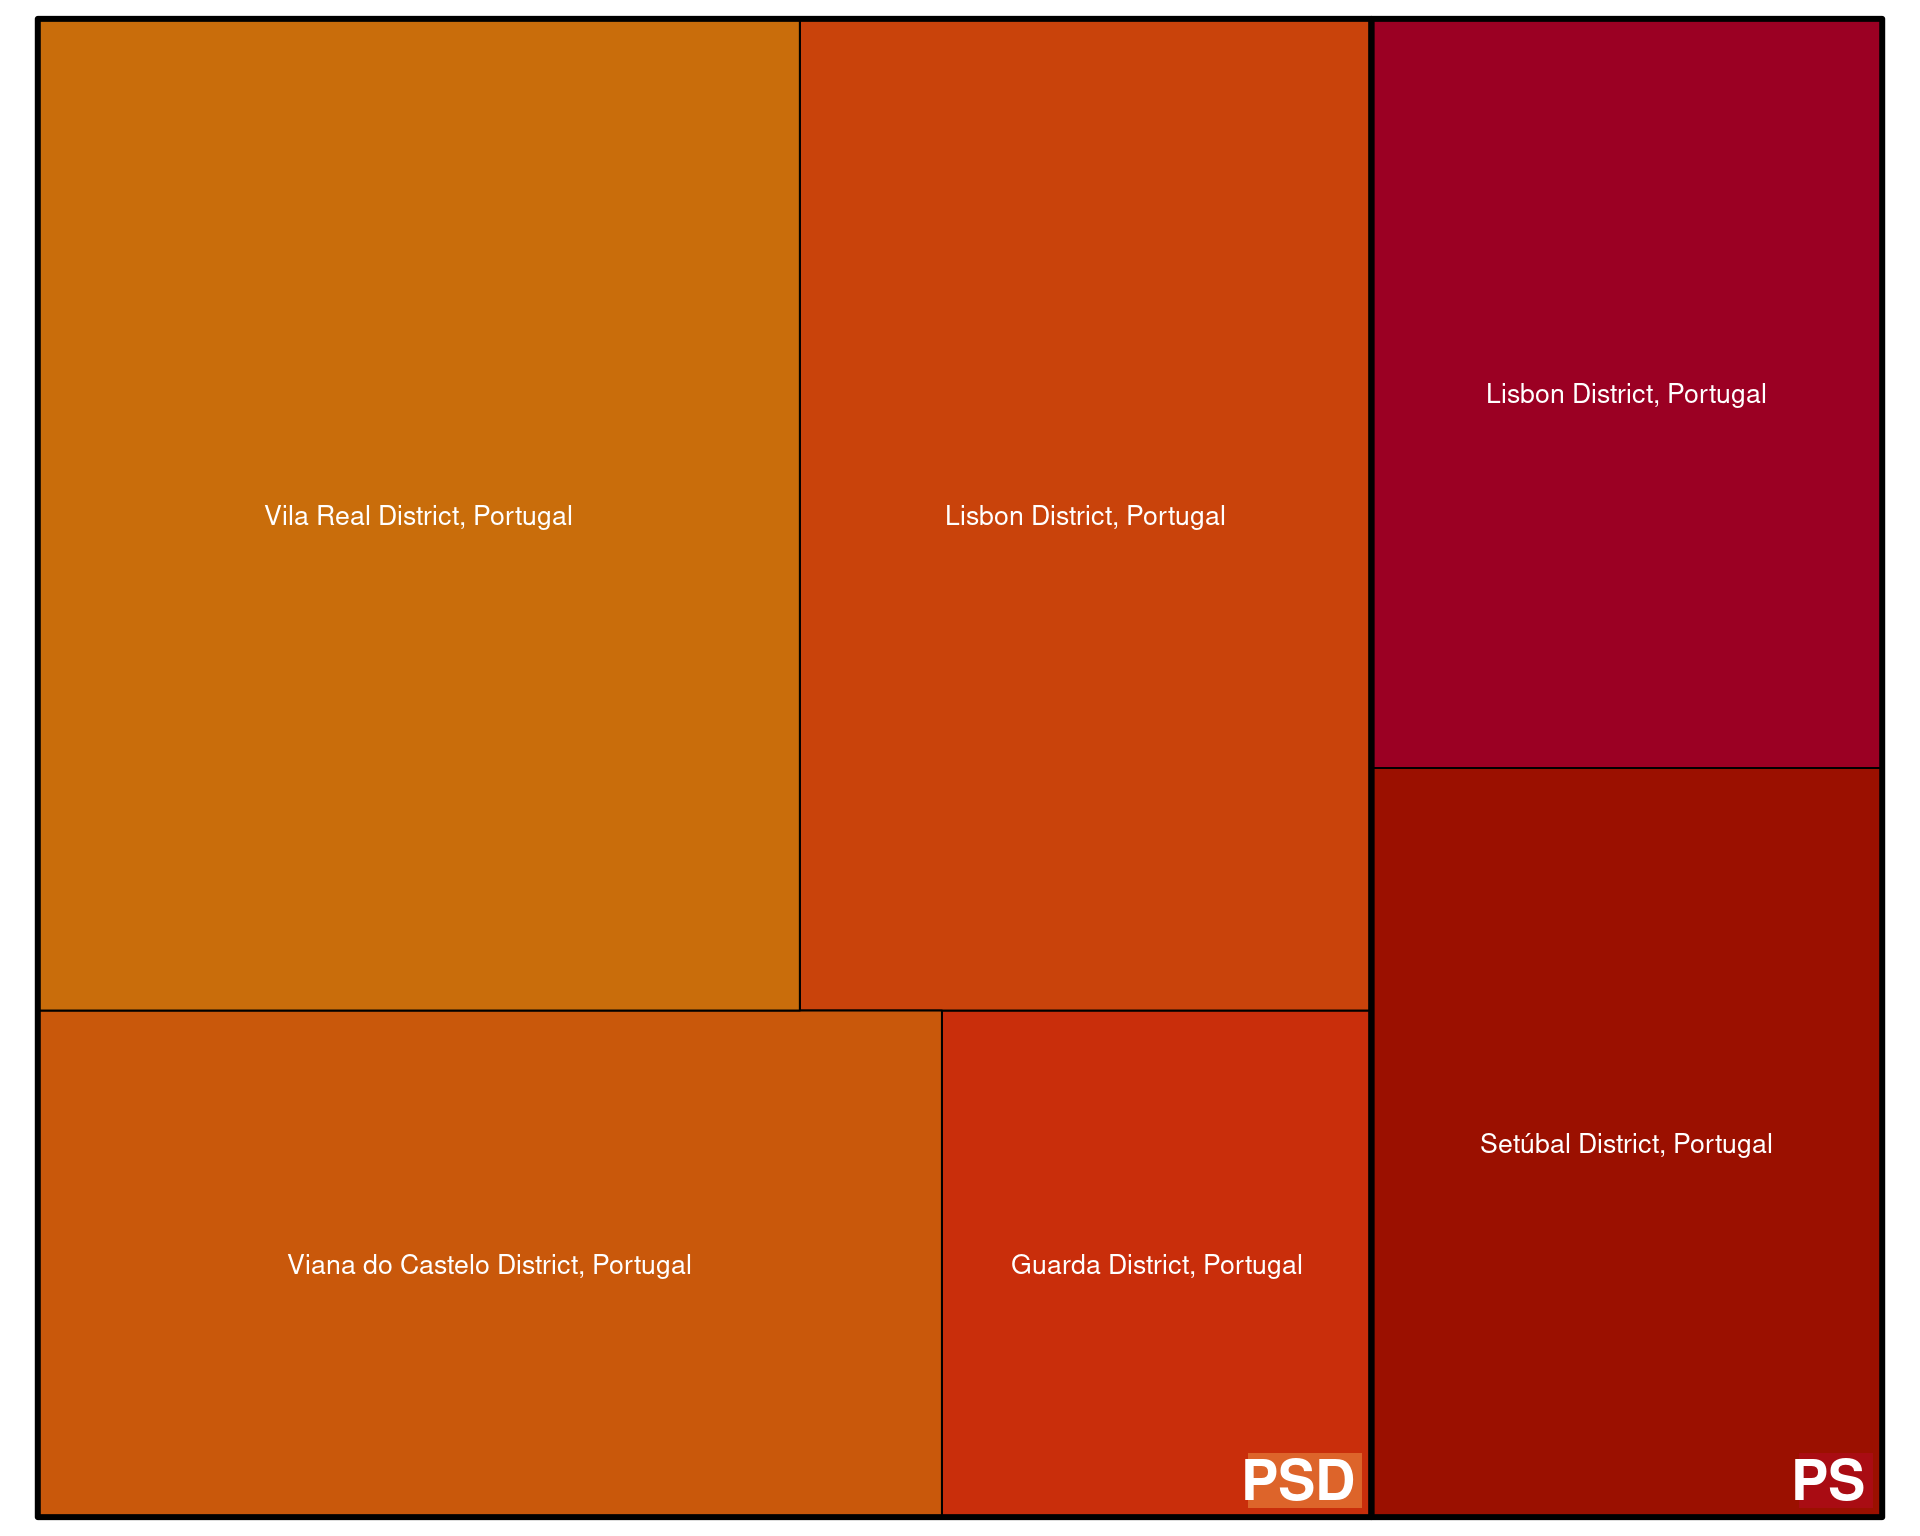 Lisbon District, Portugal
Vila Real District, Portugal
Lisbon District, Portugal
Setúbal District, Portugal
Viana do Castelo District, Portugal
Guarda District, Portugal
PSD
PS